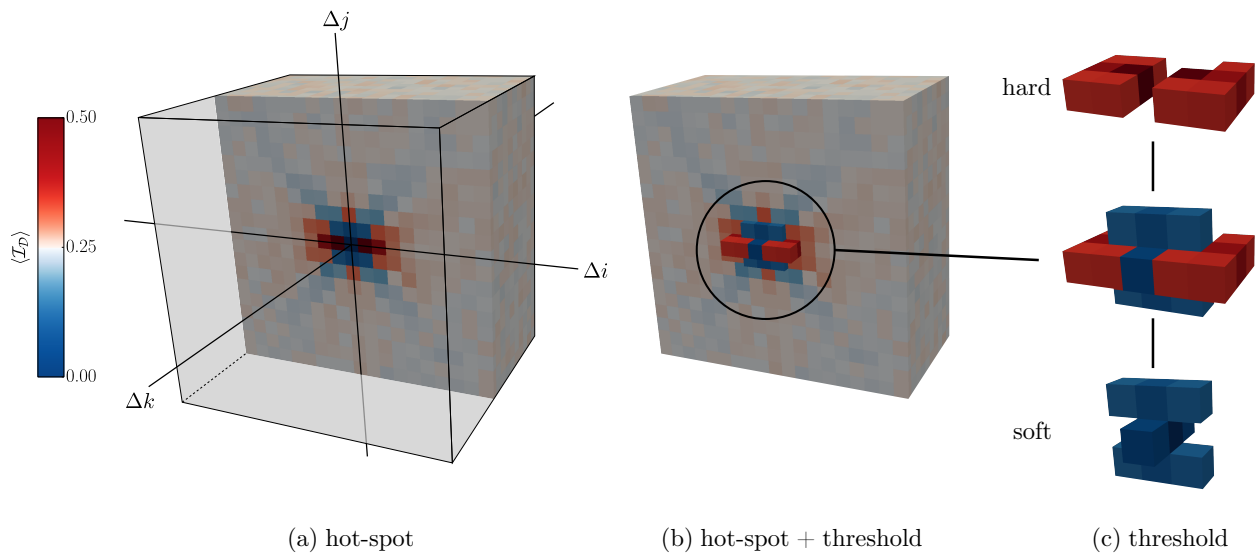 Δj
0.50
⟨I_D⟩
0.25
0.00
Δi
Δk
hard
soft
(a) hot-spot
(b) hot-spot + threshold
(c) threshold